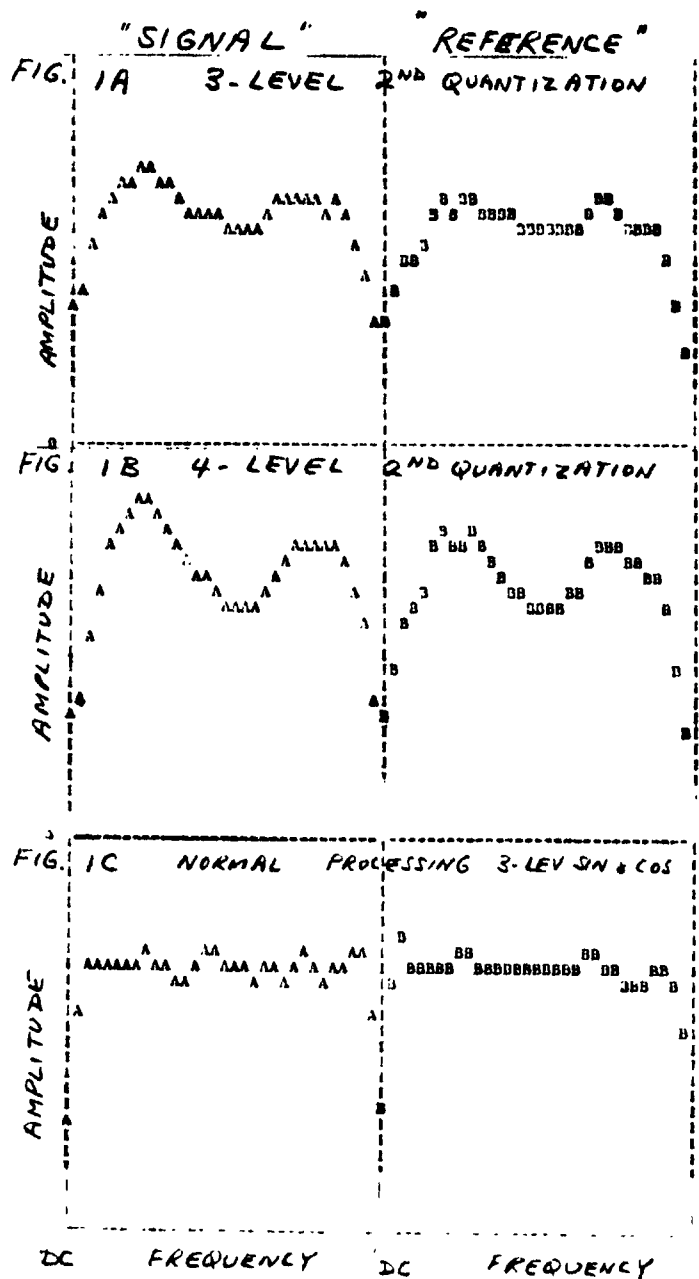 "SIGNAL" "REFERENCE"
FIG. 1A 3-LEVEL 2ND QUANTIZATION
AMPLITUDE
FIG 1B 4-LEVEL 2ND QUANTIZATION
AMPLITUDE
FIG. 1C NORMAL PROCESSING 3-LEV SIN & COS
AMPLITUDE
DC FREQUENCY DC FREQUENCY